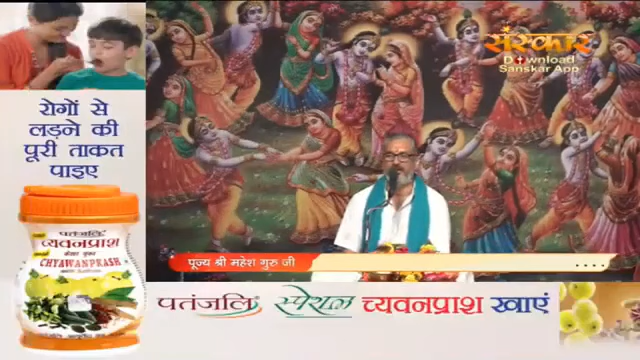 संस्कार
Download
Sanskar App
रोगों से
लड़ने की
पूरी ताकत
पाइए
पतंजलि
च्यवनप्राश
CHYAWANPRASH
पूज्य श्री महेश गुरु जी
पतंजलि स्पेशल च्यवनप्राश खाएं